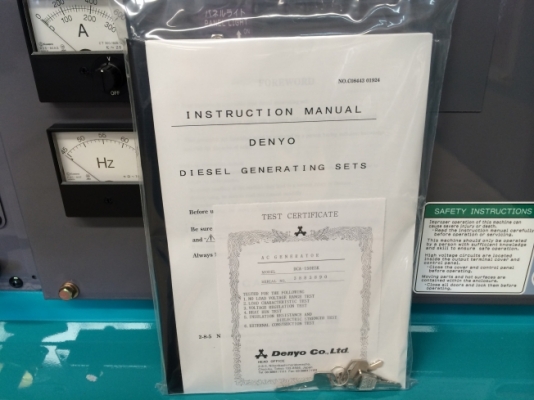 A
OFF
Hz
NO.C06442 01904
INSTRUCTION MANUAL
DENYO
DIESEL GENERATING SETS
Before u
Be sure
and
Always
TEST CERTIFICATE
MODEL
TESTED FOR THE FOLLOWING
1.NO LOAD VOLTAGE RANGE TEST
2.LOAD CHARACTERISTIC TEST
3.VOLTAGE REGULATION TEST
4.HEAT RUN TEST
5.INSULATION RESISTANCE AND
DIELECTRIC STRENGTH TEST
6.EXTERNAL CONSTRUCTION TEST
Denyo Co., Ltd.
HEAD OFFICE
SAFETY INSTRUCTIONS
Improper operation of this machine can
cause severe injury or death.
-Read the instruction manual carefully
before operation or servicing.
This machine should only be operated
by a person with sufficient knowledge
and skill to ensure safe operation.
High voltage circuits are located
inside the output terminal cover and
control panel.
-Close the cover and control panel
before operating.
Moving parts and hot surfaces are
contained within the enclosure.
-Close all doors and lock them before
operating.